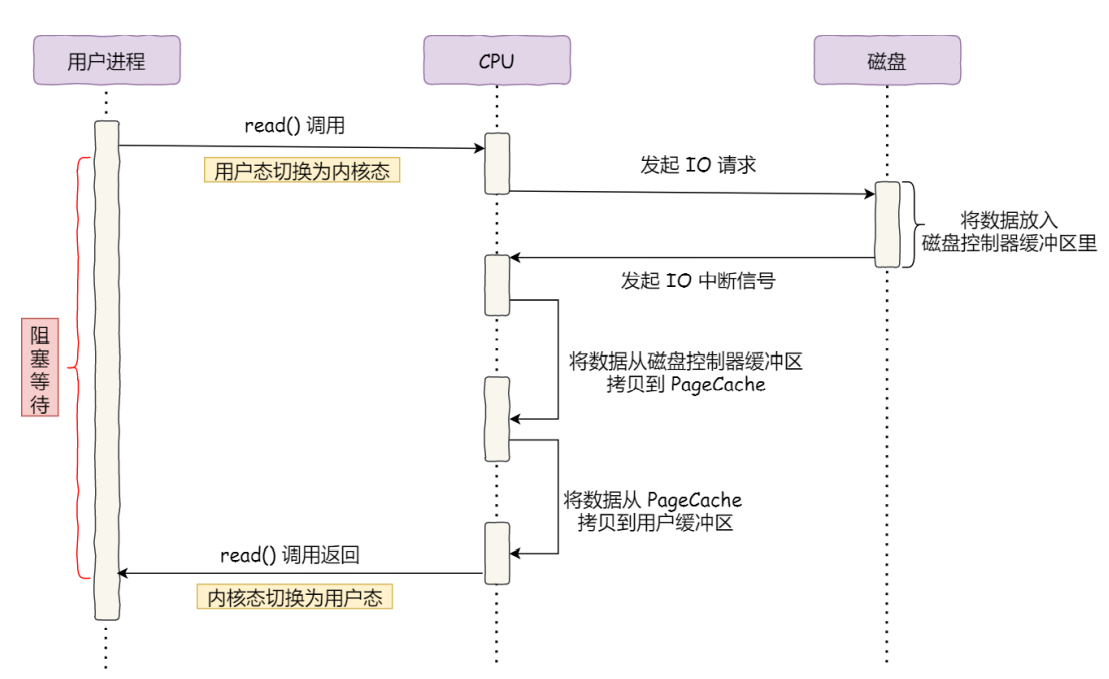 用户进程
CPU
磁盘
read() 调用
用户态切换为内核态
发起 IO 请求
将数据放入
磁盘控制器缓冲区里
发起 IO 中断信号
阻
塞
等
待
将数据从磁盘控制器缓冲区
拷贝到 PageCache
将数据从 PageCache
拷贝到用户缓冲区
read() 调用返回
内核态切换为用户态